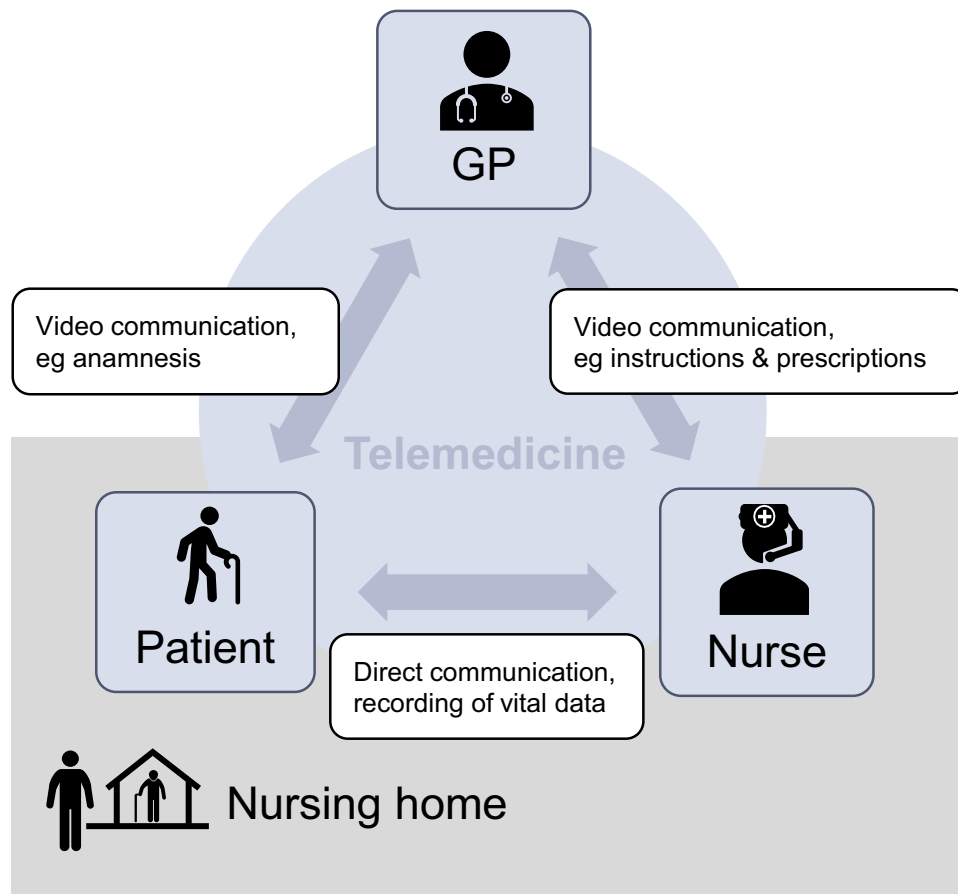 GP
Video communication,
eg anamnesis
Video communication,
eg instructions & prescriptions
Telemedicine
Patient
Nurse
Direct communication,
recording of vital data
Nursing home